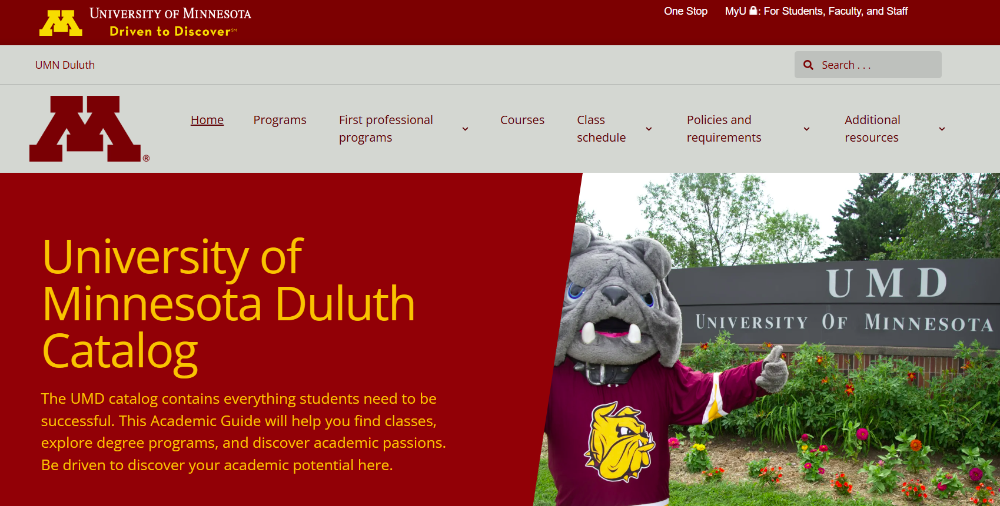 UNIVERSITY OF MINNESOTA
Driven to Discover℠
One Stop
MyU : For Students, Faculty, and Staff
UMN Duluth
Search . . .
M®
Home
Programs
First professional
programs
Courses
Class
schedule
Policies and
requirements
Additional
resources
University of
Minnesota Duluth
Catalog
The UMD catalog contains everything students need to be
successful. This Academic Guide will help you find classes,
explore degree programs, and discover academic passions.
Be driven to discover your academic potential here.
UMD
UNIVERSITY OF MINNESOTA